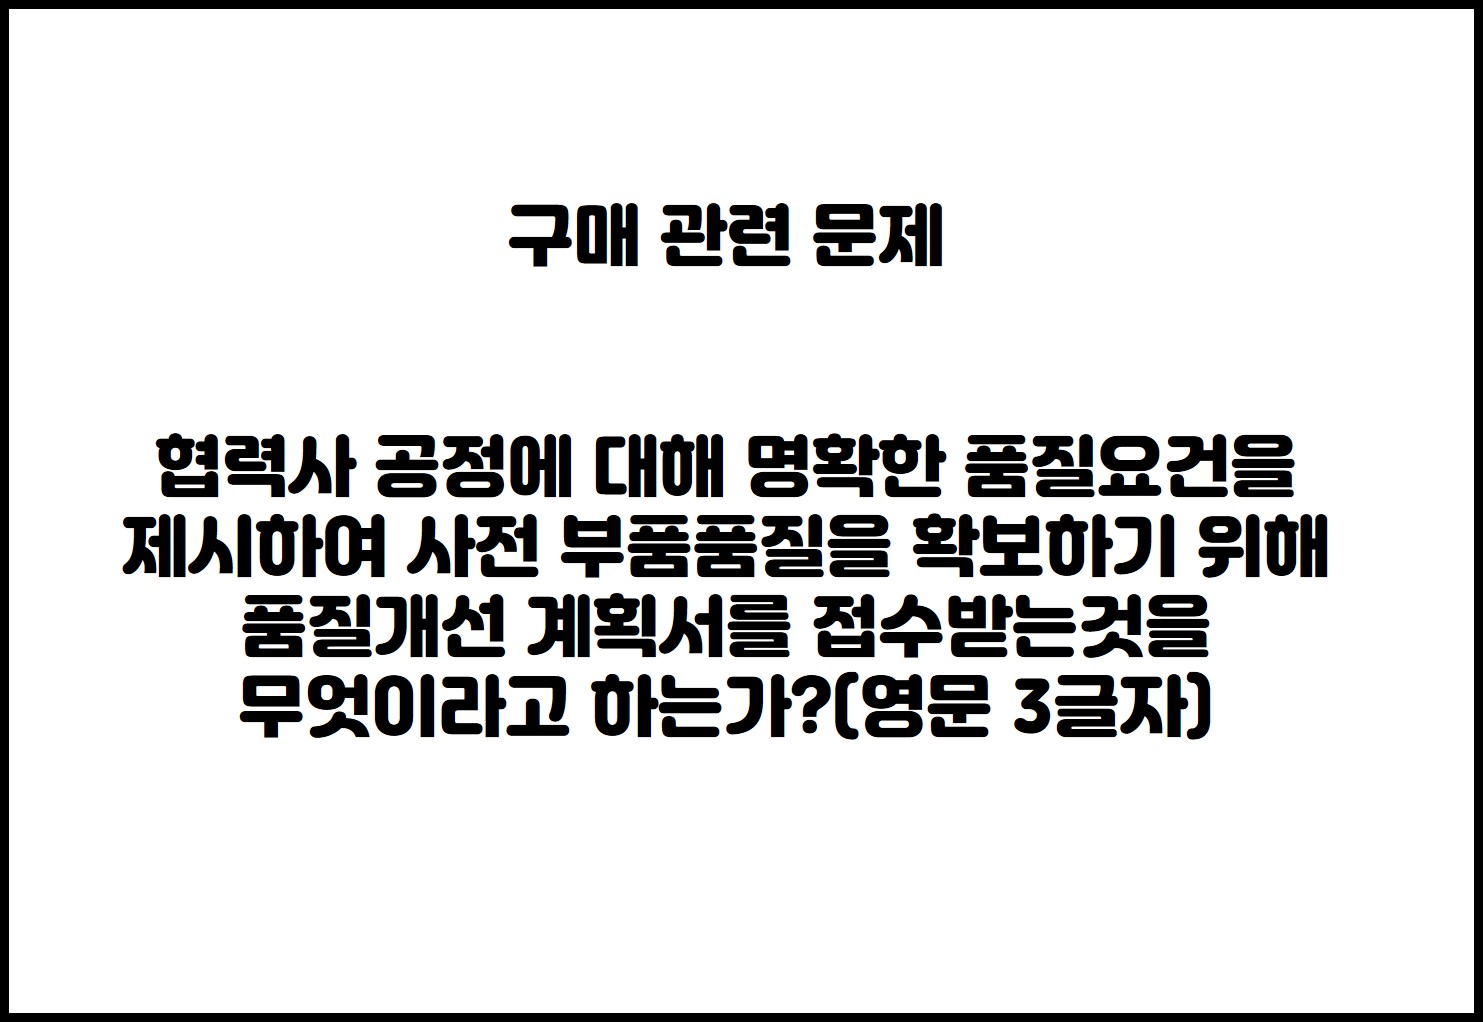 구매 관련 문제
협력사 공정에 대해 명확한 품질요건을
제시하여 사전 부품품질을 확보하기 위해
품질개선 계획서를 접수받는것을
무엇이라고 하는가?(영문 3글자)